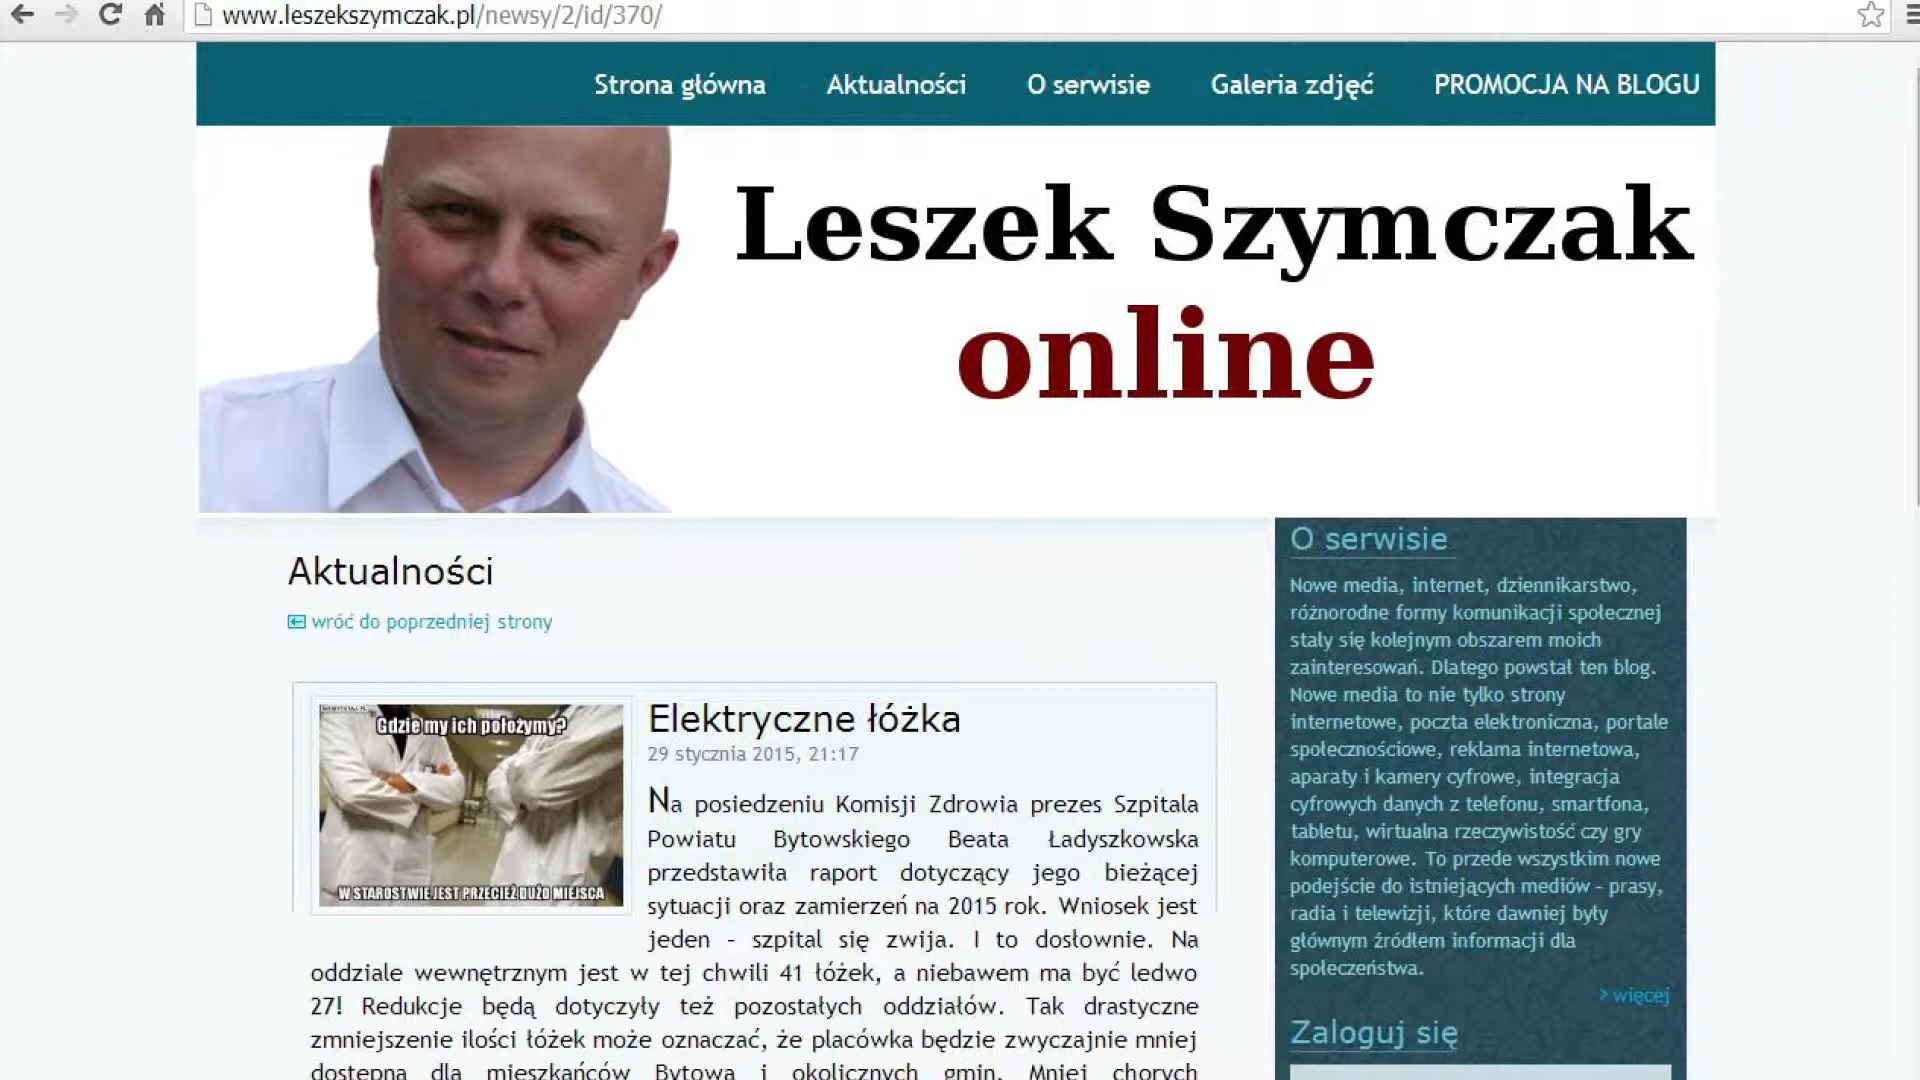 www.leszekszymczak.pl/newsy/2/id/370/
Strona główna Aktualności O serwisie Galeria zdjęć PROMOCJA NA BLOGU
Leszek Szymczak
online
Aktualności
wróć do poprzedniej strony
Gdzie my ich położymy?
W STAROSTWIE JEST PRZECIEŻ DUŻO MIEJSCA
Elektryczne łóżka
29 stycznia 2015, 21:17
Na posiedzeniu Komisji Zdrowia prezes Szpitala
Powiatu Bytowskiego Beata Ładyszkowska
przedstawiła raport dotyczący jego bieżącej
sytuacji oraz zamierzeń na 2015 rok. Wniosek jest
jeden - szpital się zwija. I to dosłownie. Na
oddziale wewnętrznym jest w tej chwili 41 łóżek, a niebawem ma być ledwo
27! Redukcje będą dotyczyły też pozostałych oddziałów. Tak drastyczne
zmniejszenie ilości łóżek może oznaczać, że placówka będzie zwyczajnie mniej
dostępna dla mieszkańców Bytowa i okolicznych gmin. Mniej chorych
O serwisie
Nowe media, internet, dziennikarstwo,
różnorodne formy komunikacji społecznej
stały się kolejnym obszarem moich
zainteresowań. Dlatego powstał ten blog.
Nowe media to nie tylko strony
internetowe, poczta elektroniczna, portale
społecznościowe, reklama internetowa,
aparaty i kamery cyfrowe, integracja
cyfrowych danych z telefonu, smartfona,
tabletu, wirtualna rzeczywistość czy gry
komputerowe. To przede wszystkim nowe
podejście do istniejących mediów - prasy,
radia i telewizji, które dawniej były
głównym źródłem informacji dla
społeczeństwa.
> więcej
Zaloguj się